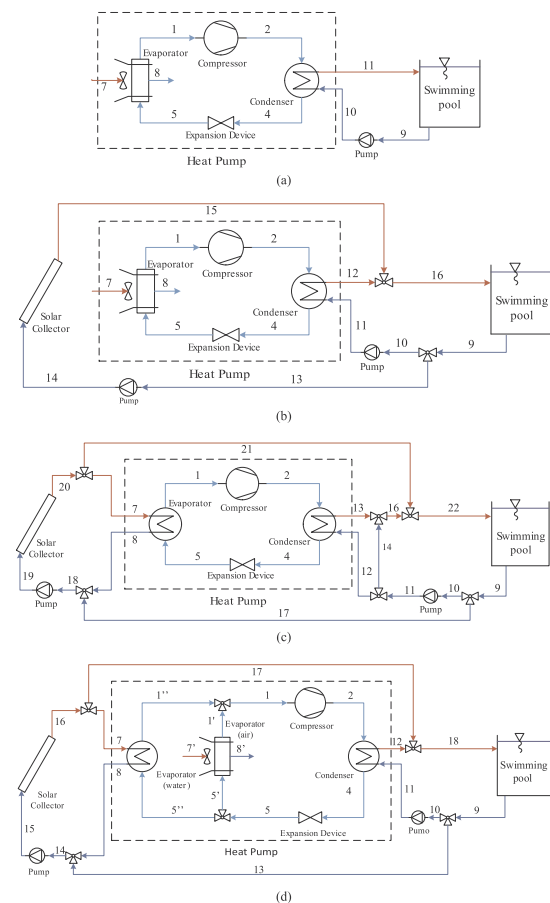 1
2
Evaporator
Compressor
11
7
8
Swimming
pool
Condenser
10
5
4
Expansion Device
9
Pump
Heat Pump
(a)
15
1
2
Evaporator
Compressor
12
16
7
8
Swimming
pool
Solar
Collector
Condenser
11
5
4
Expansion Device
10
9
Pump
Heat Pump
14
13
Pump
(b)
21
20
1
2
Evaporator
Compressor
7
13
16
22
8
Swimming
pool
Solar
Collector
Condenser
14
5
4
12
Expansion Device
19
18
11
10
9
Pump
Pump
Heat Pump
17
(c)
17
16
1''
1
2
1'
Evaporator
(air)
Compressor
7
7'
8'
12
18
8
Evaporator
(water)
Condenser
Swimming
pool
Solar
Collector
5'
4
11
15
5''
5
10
9
Expansion Device
Pumo
14
Pump
Heat Pump
13
(d)